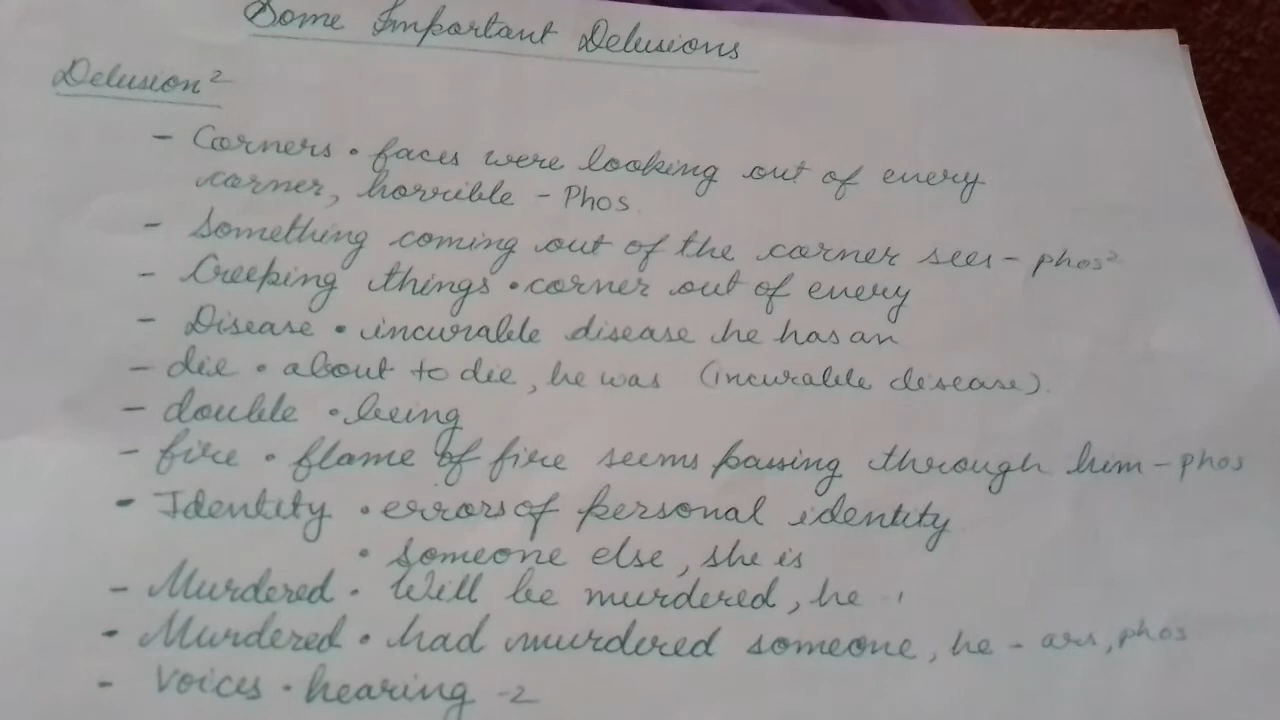 Some Important Delusions
Delusion²
- Corners • faces were looking out of every
corner, horrible - Phos.
- Something coming out of the corner sees - phos²
- Creeping things • corner out of every
- Disease • incurable disease he has an
- die • about to die, he was (incurable disease).
- double • being
- fire • flame of fire seems passing through him - phos
- Identity • errors of personal identity
• someone else, she is
- Murdered • Will be murdered, he
- Murdered • had murdered someone, he - ars, phos
- Voices • hearing -2